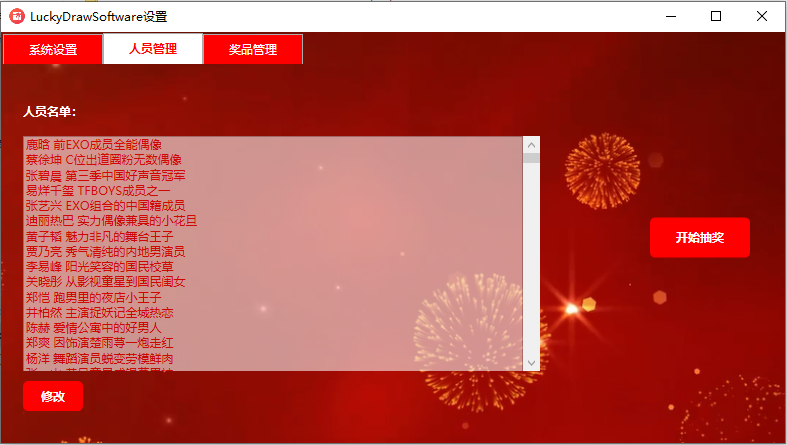 LuckyDrawSoftware设置
系统设置 人员管理 奖品管理
人员名单:
鹿晗 前EXO成员全能偶像
蔡徐坤 C位出道圈粉无数偶像
张碧晨 第三季中国好声音冠军
易烊千玺 TFBOYS成员之一
张艺兴 EXO组合的中国籍成员
迪丽热巴 实力偶像兼具的小花旦
黄子韬 魅力非凡的舞台王子
贾乃亮 秀气清纯的内地男演员
李易峰 阳光笑容的国民校草
关晓彤 从影视童星到国民闺女
郑恺 跑男里的夜店小王子
井柏然 主演捉妖记全城热恋
陈赫 爱情公寓中的好男人
郑爽 因饰演楚雨荨一炮走红
杨洋 舞蹈演员蜕变劳模鲜肉
开始抽奖
修改